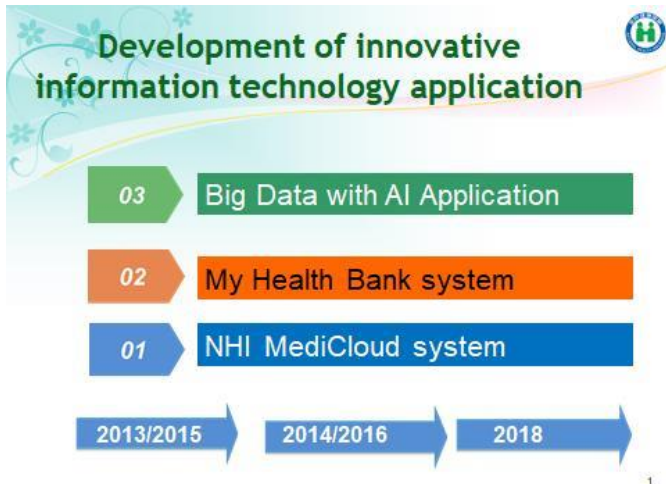 Development of innovative
information technology application
03
Big Data with AI Application
02
My Health Bank system
01
NHI MediCloud system
2013/2015
2014/2016
2018
1